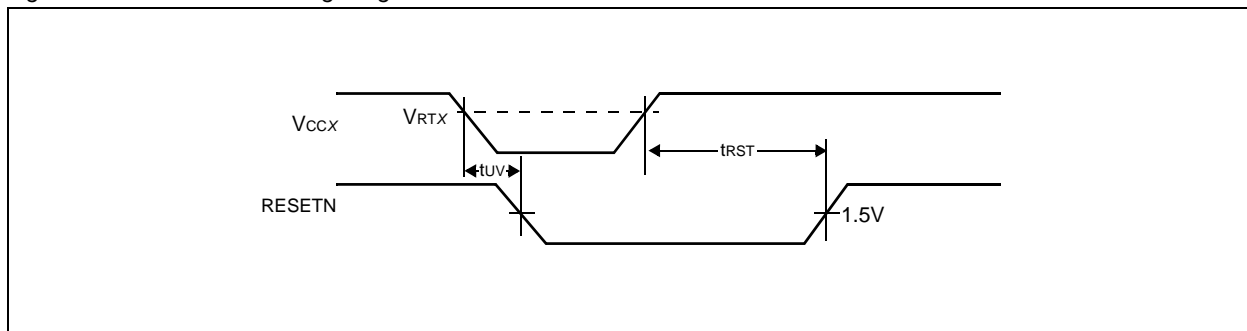 VCCX
VRTX
tRST
tUV
RESETN
1.5V